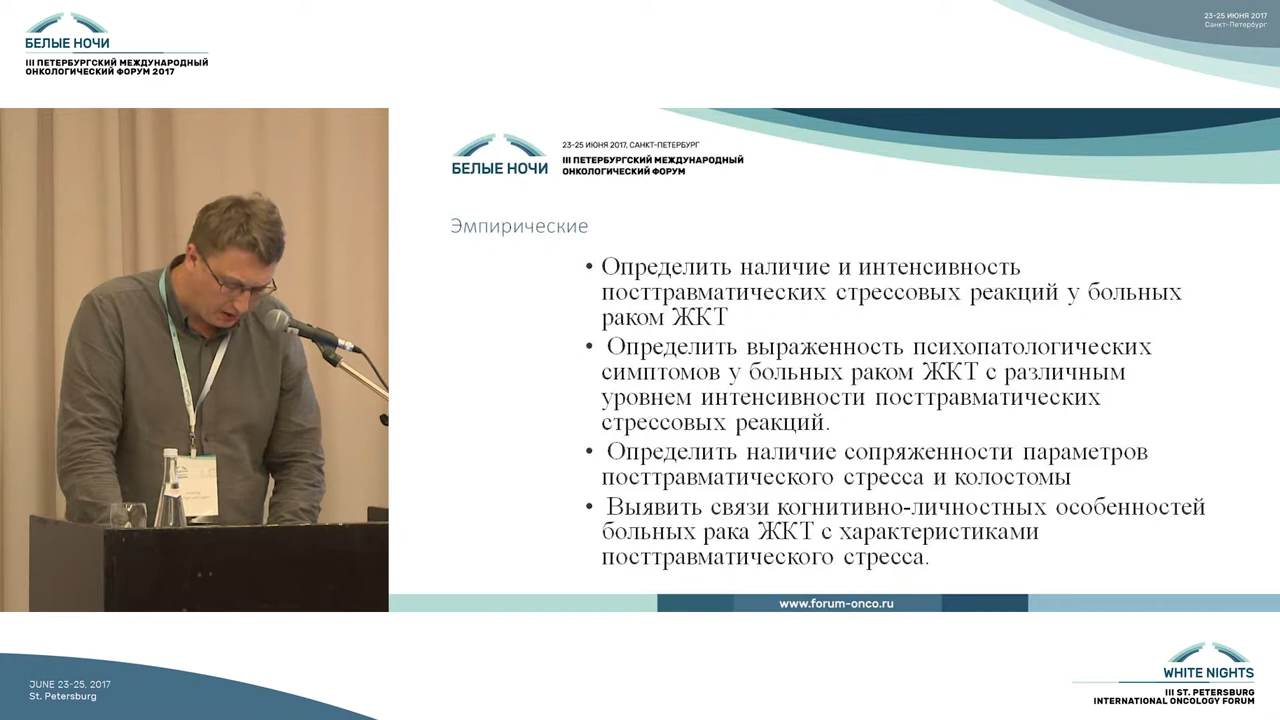 БЕЛЫЕ НОЧИ
III ПЕТЕРБУРГСКИЙ МЕЖДУНАРОДНЫЙ
ОНКОЛОГИЧЕСКИЙ ФОРУМ 2017
23-25 ИЮНЯ 2017
Санкт-Петербург
БЕЛЫЕ НОЧИ
23-25 ИЮНЯ 2017, САНКТ-ПЕТЕРБУРГ
III ПЕТЕРБУРГСКИЙ МЕЖДУНАРОДНЫЙ
ОНКОЛОГИЧЕСКИЙ ФОРУМ
Эмпирические
• Определить наличие и интенсивность
посттравматических стрессовых реакций у больных
раком ЖКТ
• Определить выраженность психопатологических
симптомов у больных раком ЖКТ с различным
уровнем интенсивности посттравматических
стрессовых реакций.
• Определить наличие сопряженности параметров
посттравматического стресса и колостомы
• Выявить связи когнитивно-личностных особенностей
больных рака ЖКТ с характеристиками
посттравматического стресса.
www.forum-onco.ru
JUNE 23-25, 2017
St. Petersburg
WHITE NIGHTS
III ST. PETERSBURG
INTERNATIONAL ONCOLOGY FORUM